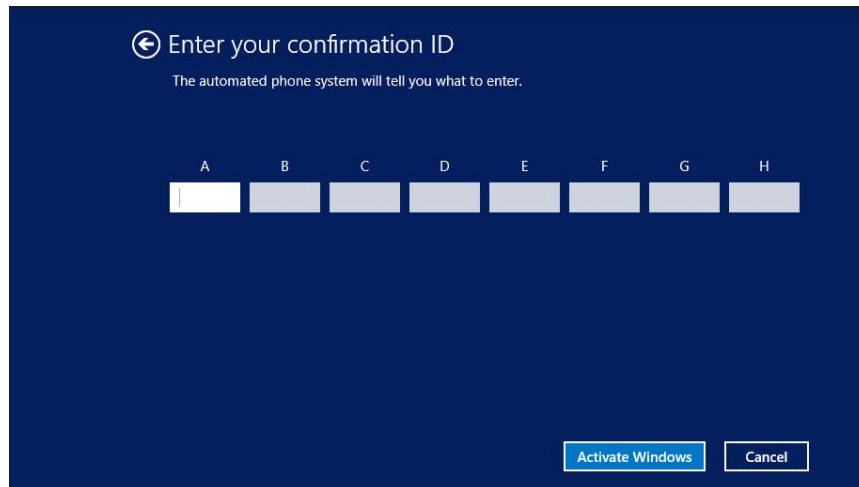 Enter your confirmation ID
The automated phone system will tell you what to enter.
A B C D E F G H
Activate Windows Cancel